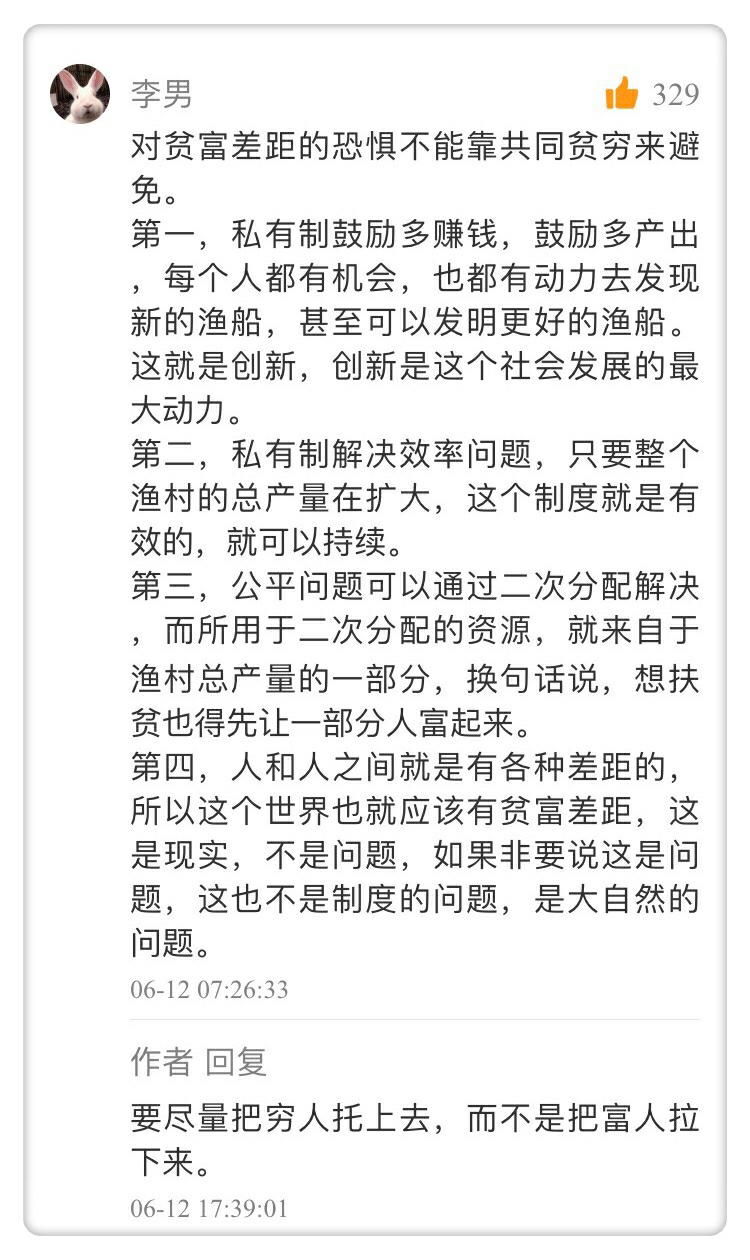 李男
329
对贫富差距的恐惧不能靠共同贫穷来避
免。
第一，私有制鼓励多赚钱，鼓励多产出
，每个人都有机会，也都有动力去发现
新的渔船，甚至可以发明更好的渔船。
这就是创新，创新是这个社会发展的最
大动力。
第二，私有制解决效率问题，只要整个
渔村的总产量在扩大，这个制度就是有
效的，就可以持续。
第三，公平问题可以通过二次分配解决
，而所用于二次分配的资源，就来自于
渔村总产量的一部分，换句话说，想扶
贫也得先让一部分人富起来。
第四，人和人之间就是有各种差距的，
所以这个世界也就应该有贫富差距，这
是现实，不是问题，如果非要说这是问
题，这也不是制度的问题，是大自然的
问题。
06-12 07:26:33
作者 回复
要尽量把穷人托上去，而不是把富人拉
下来。
06-12 17:39:01